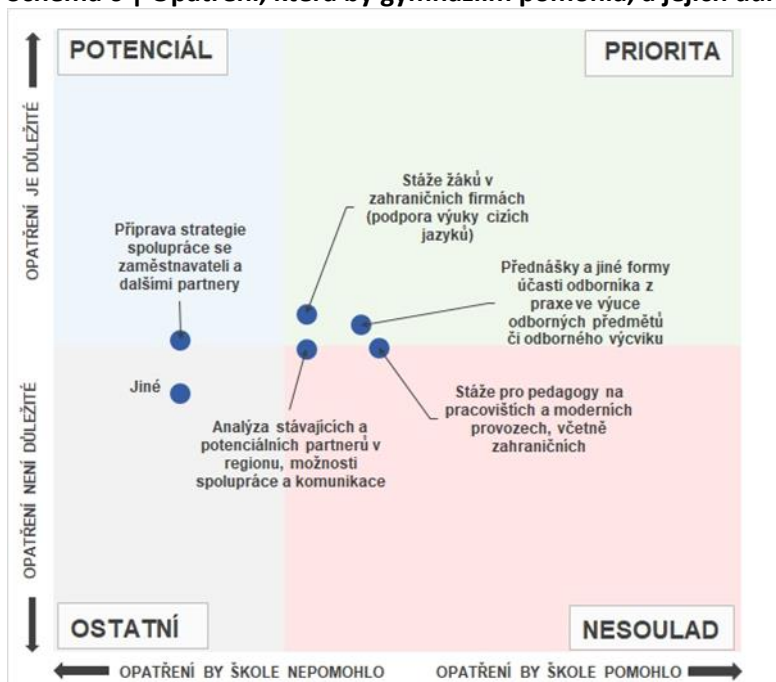 POTENCIÁL
PRIORITA
OPATŘENÍ JE DŮLEŽITÉ
Stáže žáků v
zahraničních firmách
(podpora výuky cizích
jazyků)
Příprava strategie
spolupráce se
zaměstnavateli a
dalšími partnery
Přednášky a jiné formy
účasti odborníka z
praxe ve výuce
odborných předmětů
či odborného výcviku
Jiné
Stáže pro pedagogy na
pracovištích a moderních
provozech, včetně
zahraničních
Analýza stávajících a
potenciálních partnerů v
regionu, možnosti
spolupráce a komunikace
OPATŘENÍ NENÍ DŮLEŽITÉ
OSTATNÍ
NESOULAD
OPATŘENÍ BY ŠKOLE NEPOMOHLO
OPATŘENÍ BY ŠKOLE POMOHLO